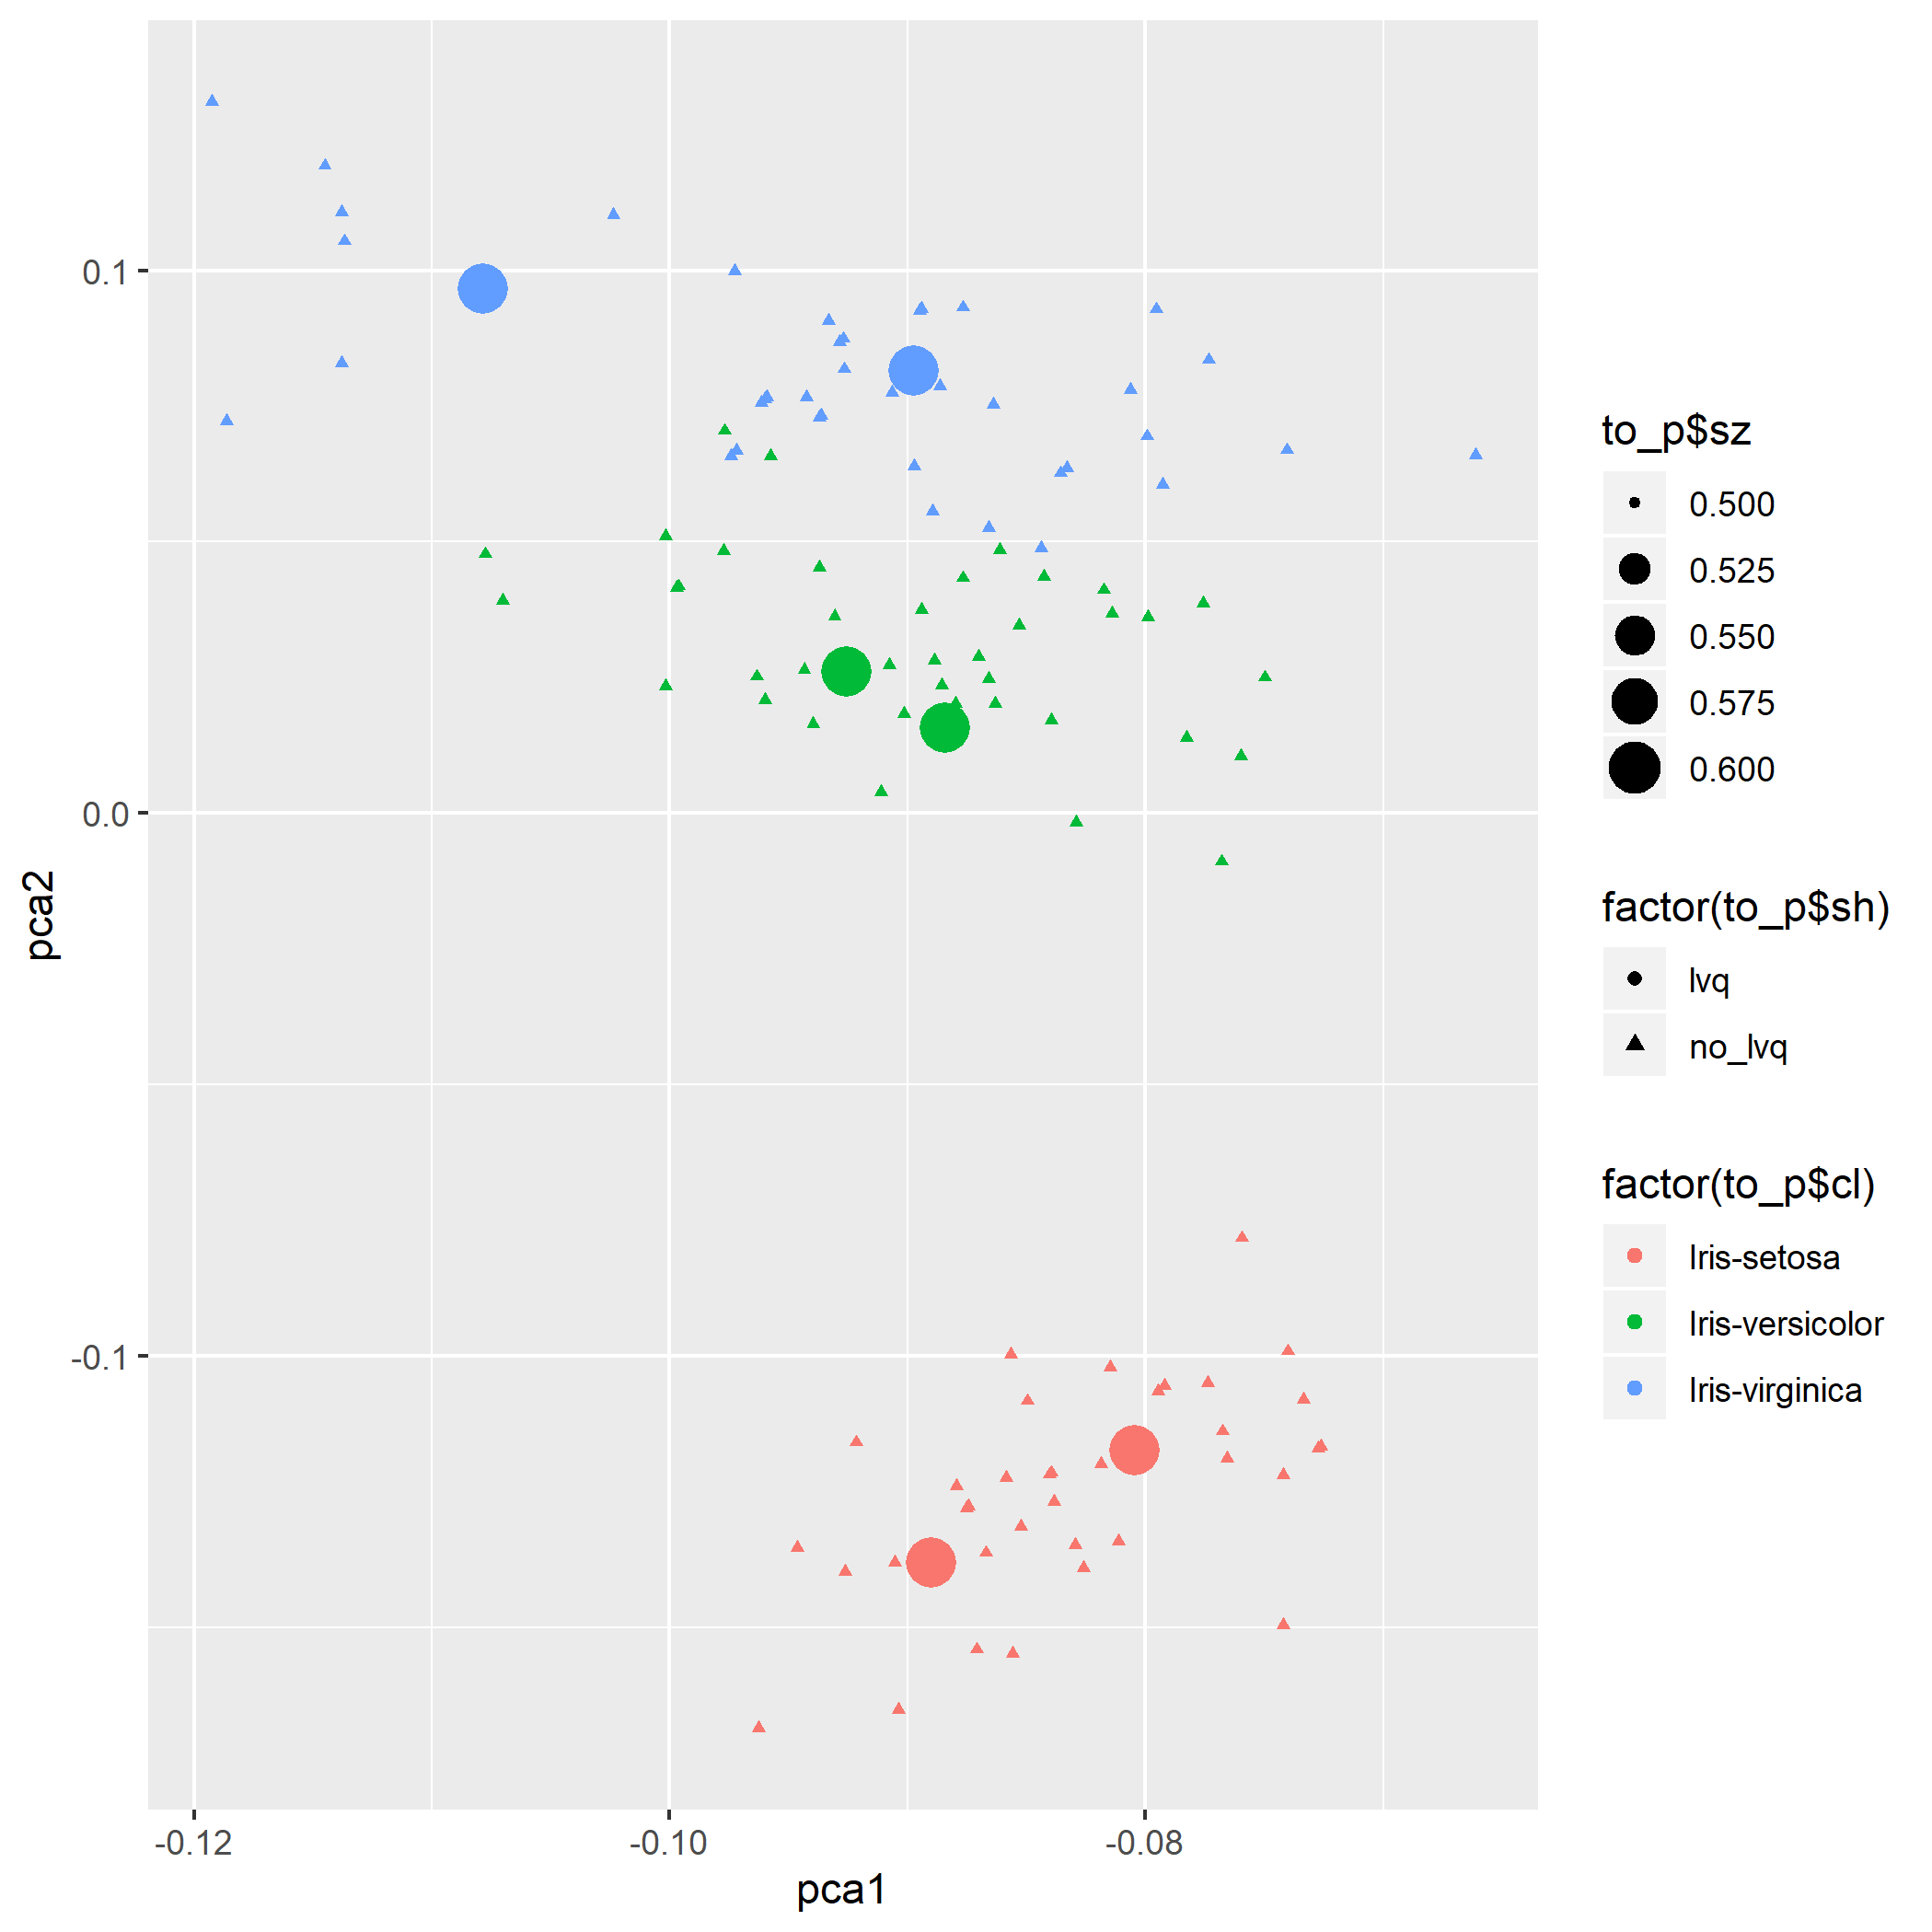 0.1
0.0
-0.1
pca2
-0.12
-0.10
-0.08
pca1
to_p$sz
0.500
0.525
0.550
0.575
0.600
factor(to_p$sh)
lvq
no_lvq
factor(to_p$cl)
Iris-setosa
Iris-versicolor
Iris-virginica